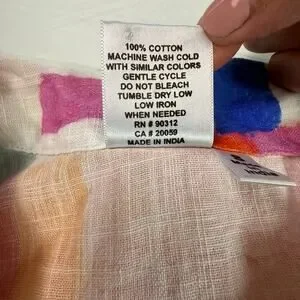 100% COTTON
MACHINE WASH COLD
WITH SIMILAR COLORS
GENTLE CYCLE
DO NOT BLEACH
TUMBLE DRY LOW
LOW IRON
WHEN NEEDED
RN # 90312
CA # 20059
MADE IN INDIA